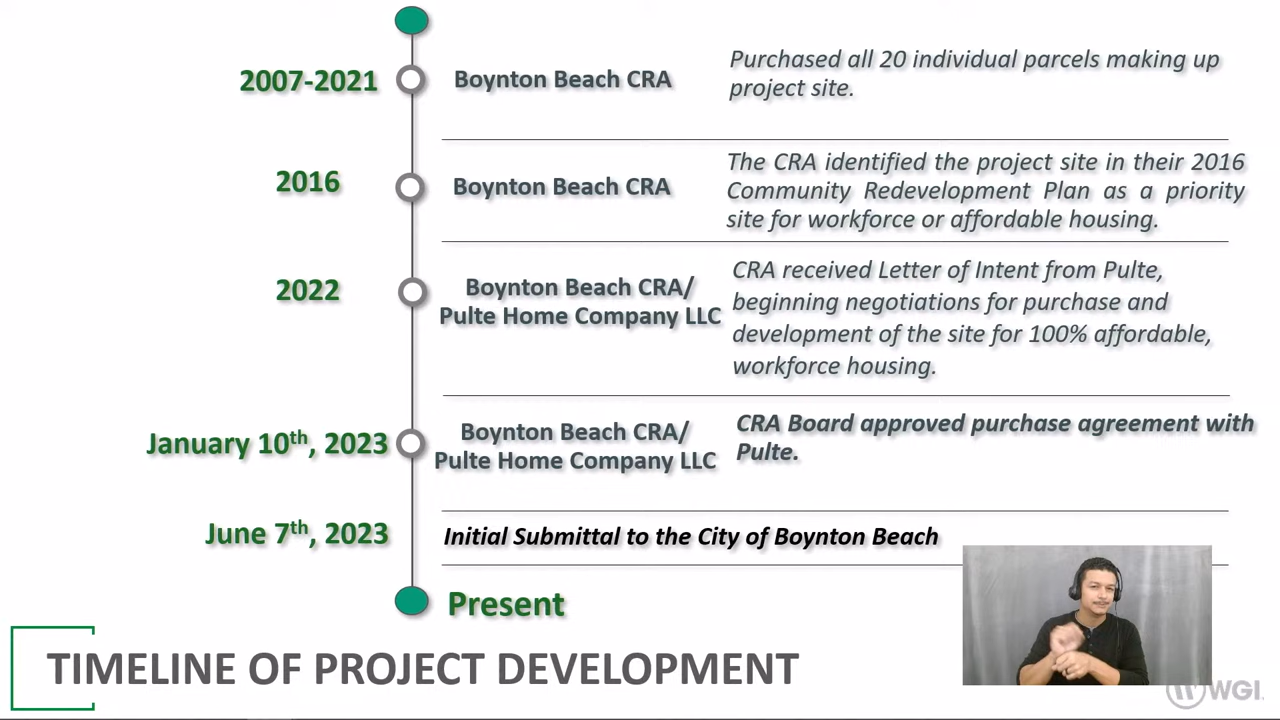 2007-2021
Boynton Beach CRA
Purchased all 20 individual parcels making up
project site.
2016
Boynton Beach CRA
The CRA identified the project site in their 2016
Community Redevelopment Plan as a priority
site for workforce or affordable housing.
2022
Boynton Beach CRA/
Pulte Home Company LLC
CRA received Letter of Intent from Pulte,
beginning negotiations for purchase and
development of the site for 100% affordable,
workforce housing.
January 10th, 2023
Boynton Beach CRA/
Pulte Home Company LLC
CRA Board approved purchase agreement with
Pulte.
June 7th, 2023
Initial Submittal to the City of Boynton Beach
Present
TIMELINE OF PROJECT DEVELOPMENT
WGI